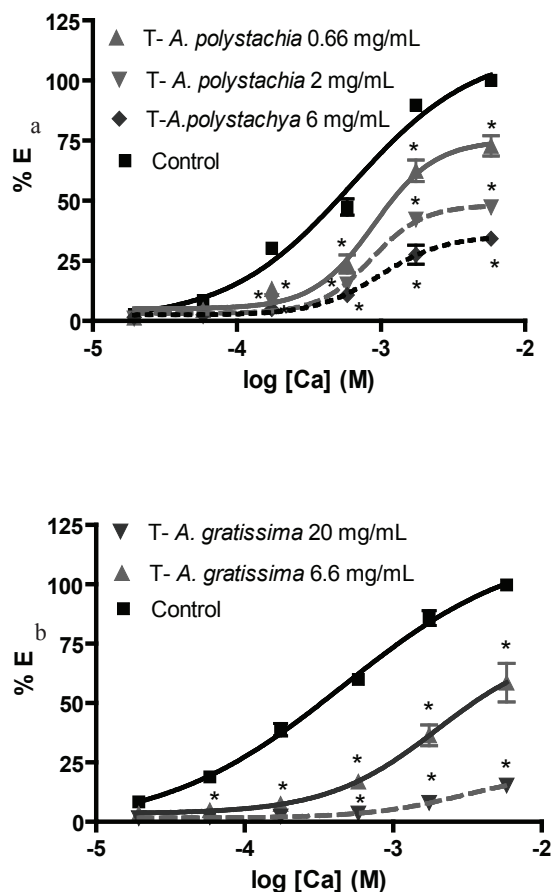 T- A. polystachia 0.66 mg/mL
T- A. polystachia 2 mg/mL
T-A.polystachya 6 mg/mL
Control
a
% E
125
100
75
50
25
0
-5 -4 -3 -2
log [Ca] (M)
* * * * * * * * * * * *
T- A. gratissima 20 mg/mL
T- A. gratissima 6.6 mg/mL
Control
b
% E
125
100
75
50
25
0
-5 -4 -3 -2
log [Ca] (M)
* * * * * * * *